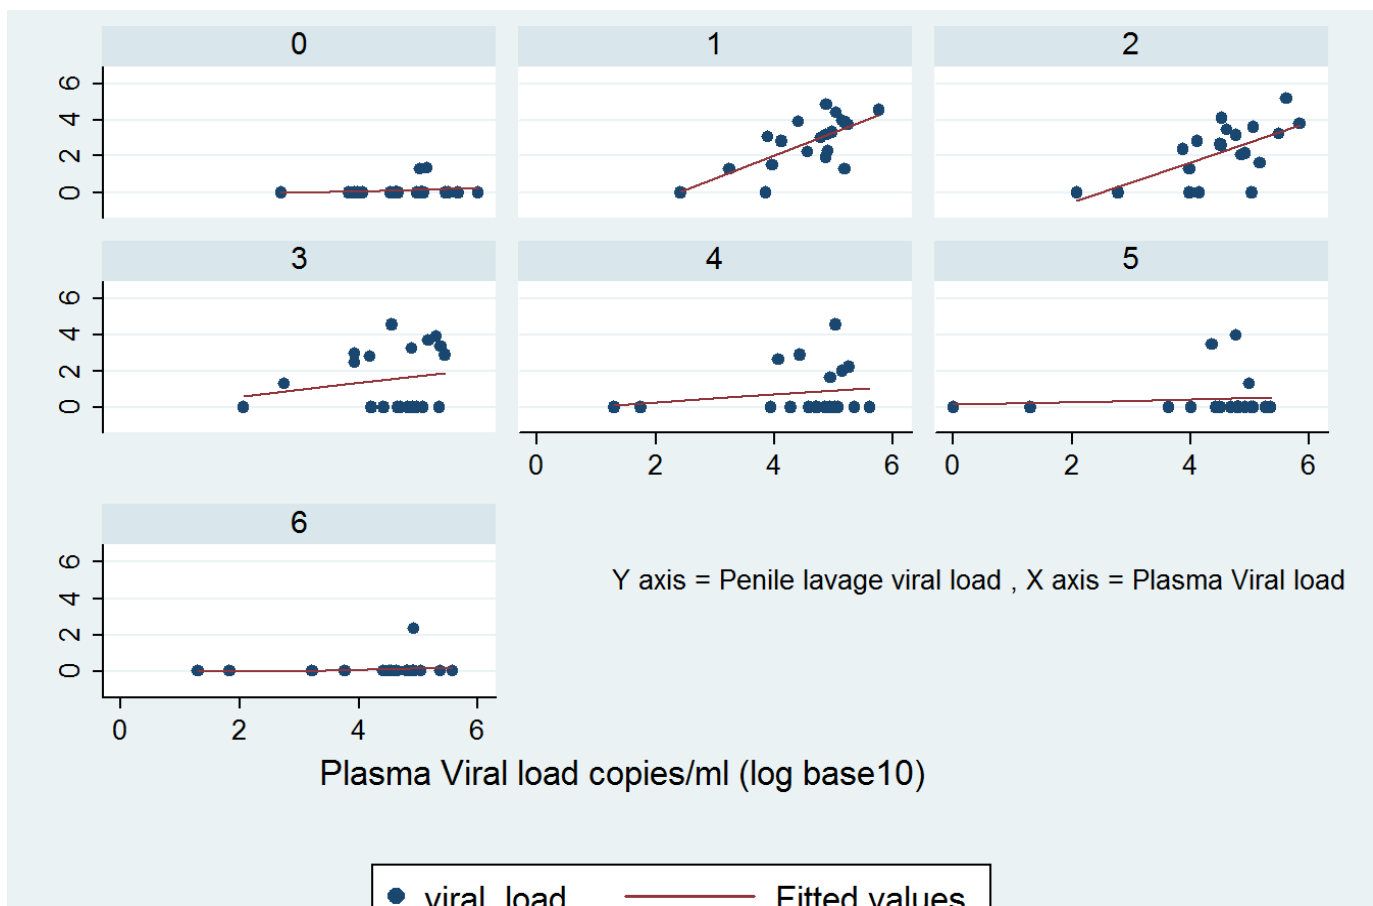 0 1 2
6
4
2
0
3 4 5
6
4
2
0
0 2 4 6 0 2 4 6
6
6
4
2
0
0 2 4 6
Y axis = Penile lavage viral load , X axis = Plasma Viral load
Plasma Viral load copies/ml (log base10)
viral_load Fitted values